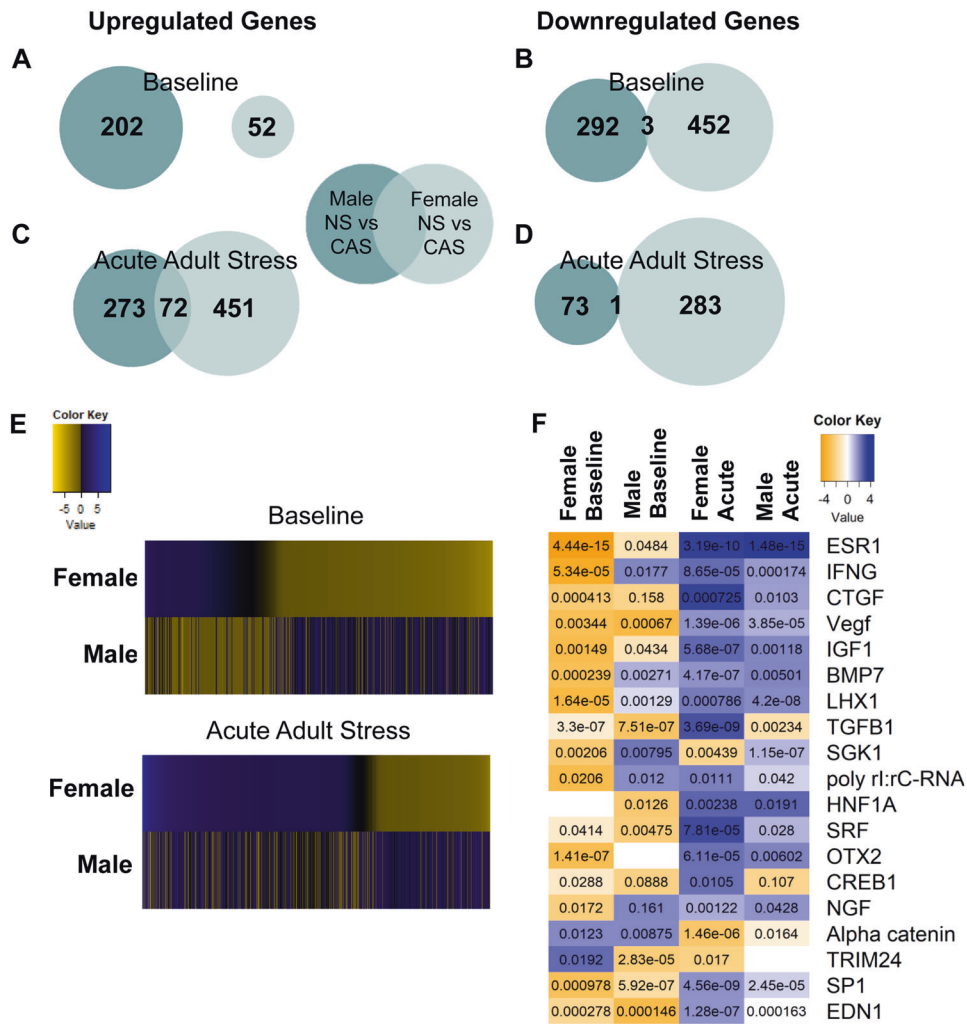 Upregulated Genes
Downregulated Genes
A
Baseline
202
52
B
Baseline
292 3 452
Male
NS vs
CAS
Female
NS vs
CAS
C
Acute Adult Stress
273 72 451
D
Acute Adult Stress
73 1 283
E
Color Key
-5 0 5
Value
Baseline
Female
Male
Acute Adult Stress
Female
Male
F
Female Baseline
Male Baseline
Female Acute
Male Acute
Color Key
-4 0 4
Value
4.44e-15 0.0484 3.19e-10 1.48e-15 ESR1
5.34e-05 0.0177 8.65e-05 0.000174 IFNG
0.000413 0.158 0.000725 0.0103 CTGF
0.00344 0.00067 1.39e-06 3.85e-05 Vegf
0.00149 0.0434 5.68e-07 0.00118 IGF1
0.000239 0.00271 4.17e-07 0.00501 BMP7
1.64e-05 0.00129 0.000786 4.2e-08 LHX1
3.3e-07 7.51e-07 3.69e-09 0.00234 TGFB1
0.00206 0.00795 0.00439 1.15e-07 SGK1
0.0206 0.012 0.0111 0.042 poly rI:rC-RNA
0.0126 0.00238 0.0191 HNF1A
0.0414 0.00475 7.81e-05 0.028 SRF
1.41e-07 6.11e-05 0.00602 OTX2
0.0288 0.0888 0.0105 0.107 CREB1
0.0172 0.161 0.00122 0.0428 NGF
0.0123 0.00875 1.46e-06 0.0164 Alpha catenin
0.0192 2.83e-05 0.017 TRIM24
0.000978 5.92e-07 4.56e-09 2.45e-05 SP1
0.000278 0.000146 1.28e-07 0.000163 EDN1